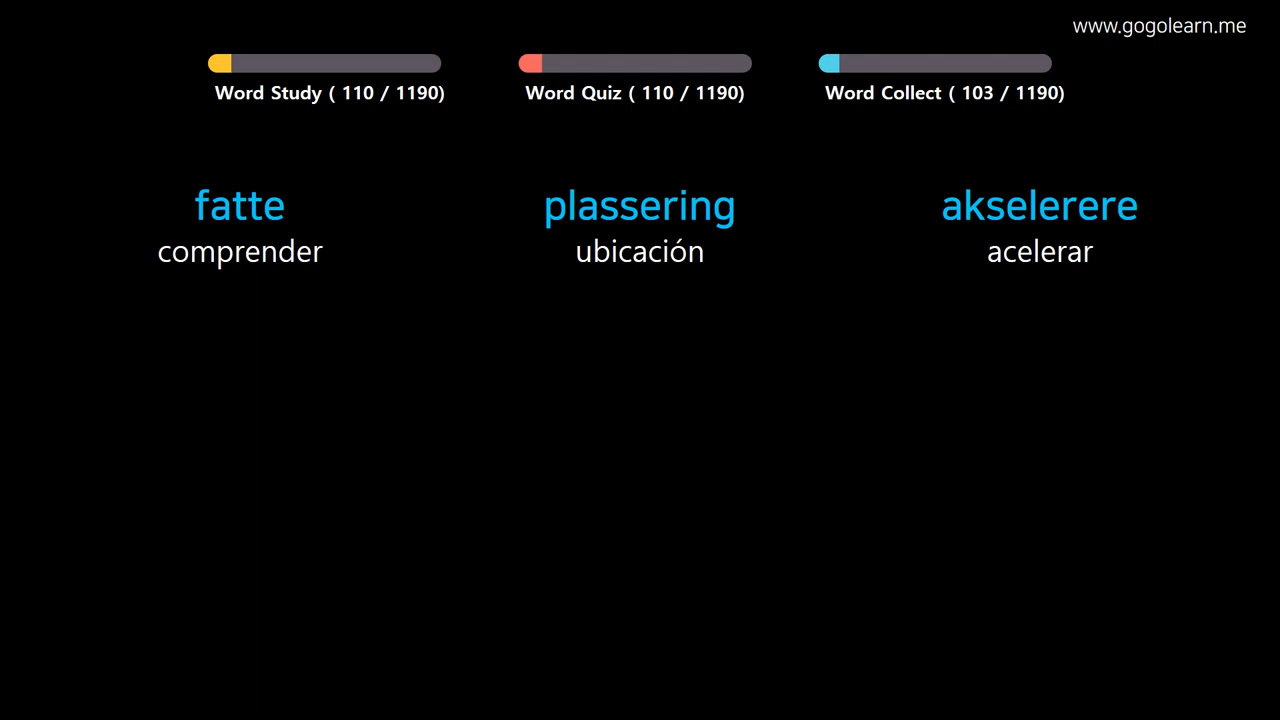 www.gogolearn.me
Word Study ( 110 / 1190)
Word Quiz ( 110 / 1190)
Word Collect ( 103 / 1190)
fatte
comprender
plassering
ubicación
akselerere
acelerar